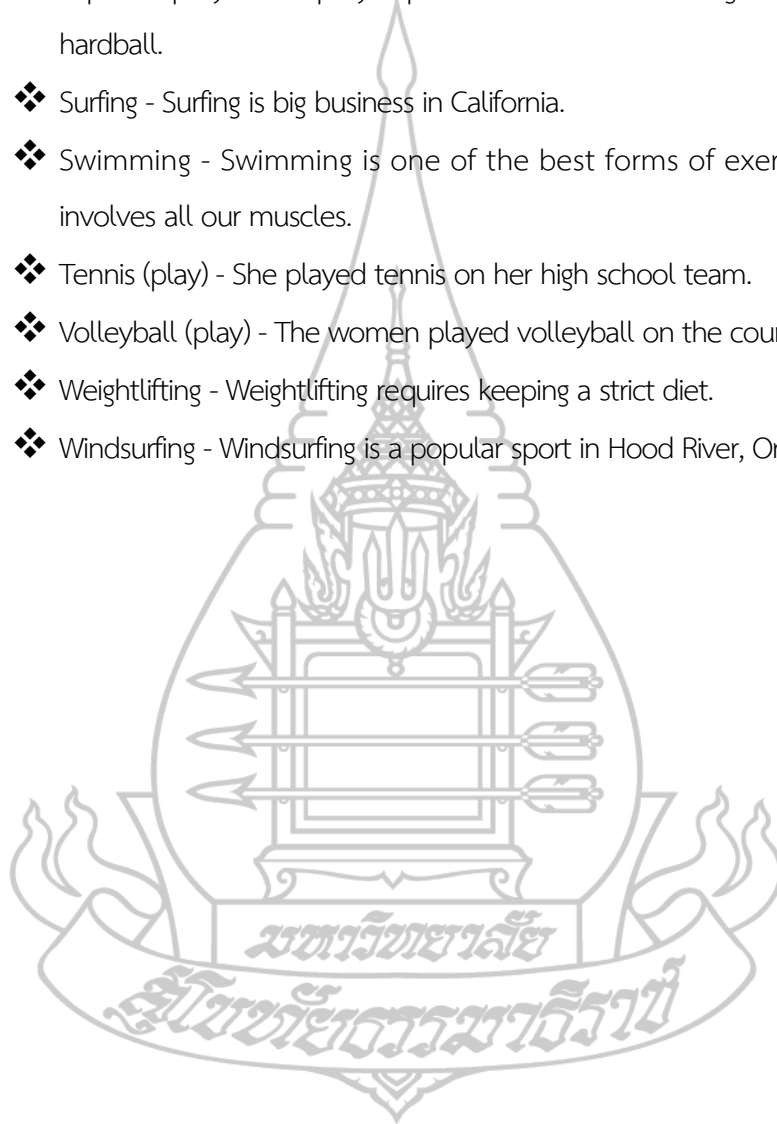 hardball.
❖ Surfing - Surfing is big business in California.
❖ Swimming - Swimming is one of the best forms of exer
involves all our muscles.
❖ Tennis (play) - She played tennis on her high school team.
❖ Volleyball (play) - The women played volleyball on the cour
❖ Weightlifting - Weightlifting requires keeping a strict diet.
❖ Windsurfing - Windsurfing is a popular sport in Hood River, Or
มหาวิทยาลัย
สุโขทัยธรรมาธิราช